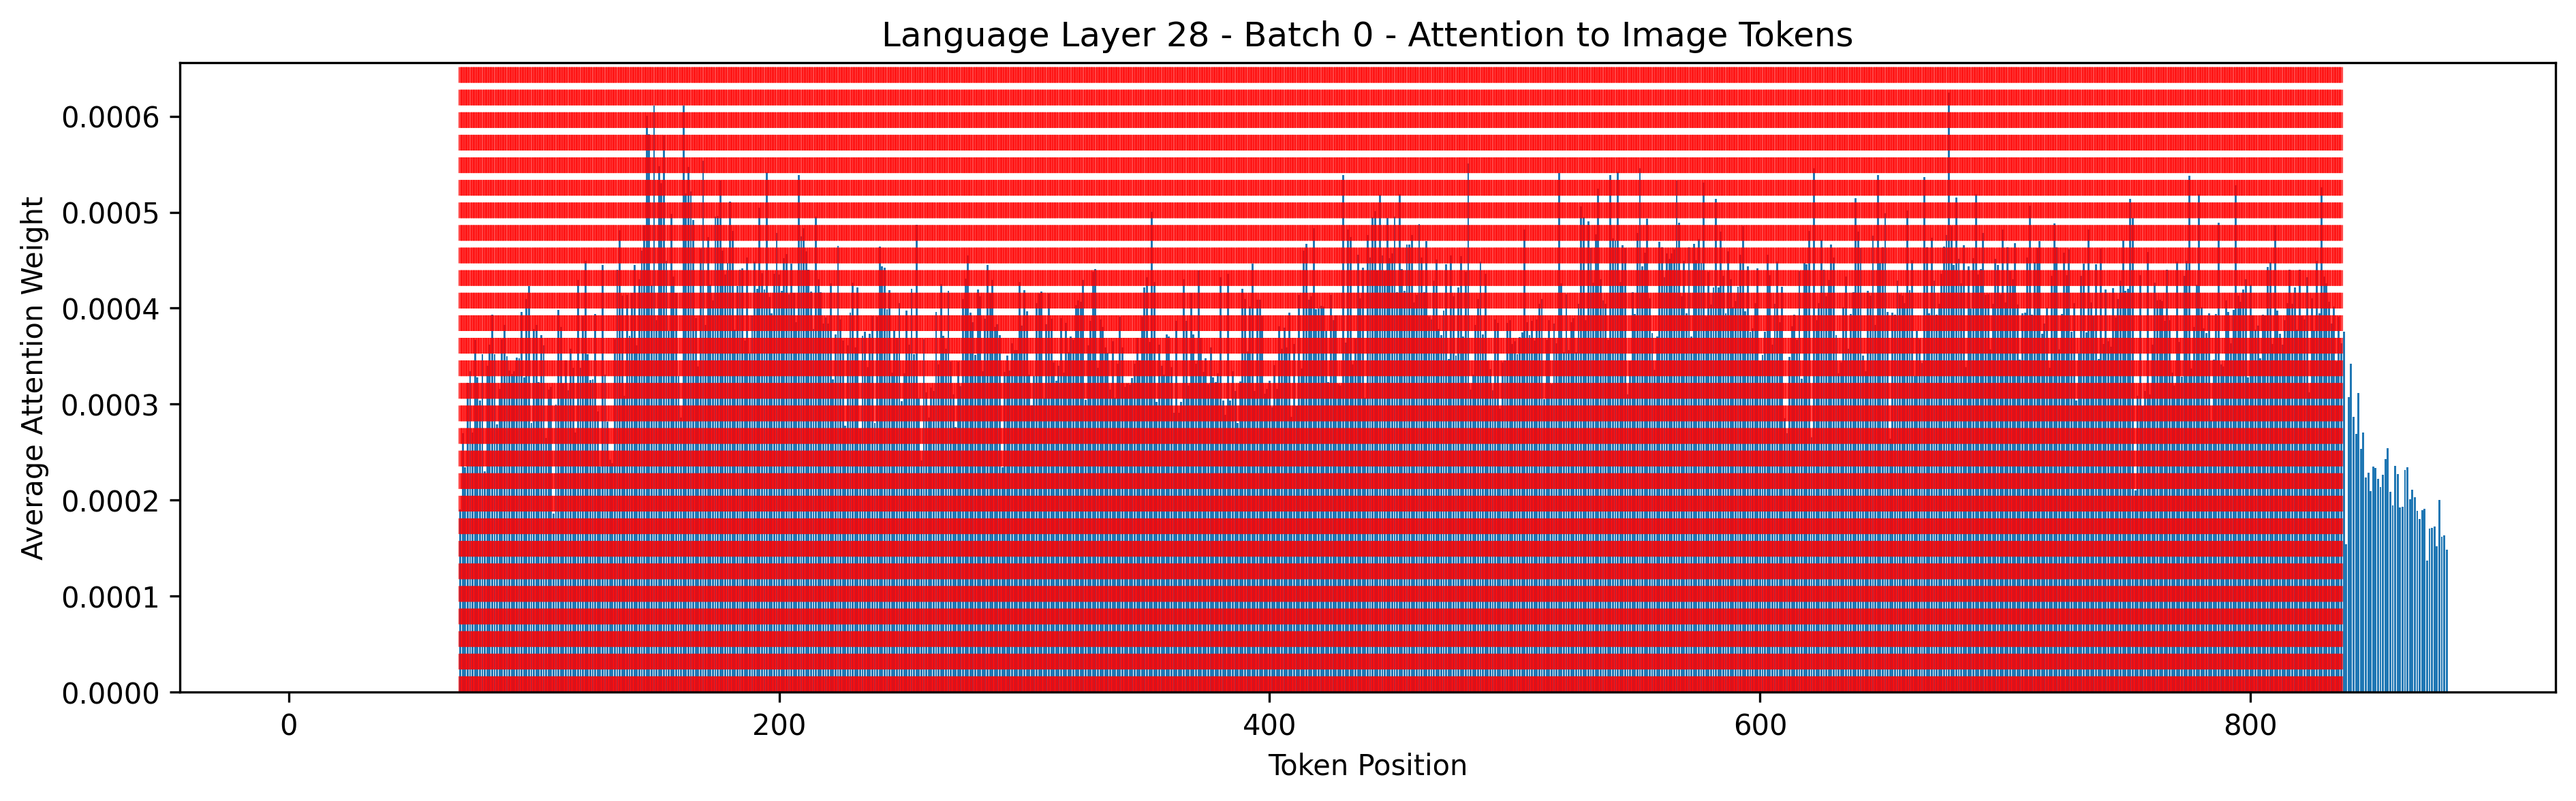 Language Layer 28 - Batch 0 - Attention to Image Tokens
Average Attention Weight
0.0006
0.0005
0.0004
0.0003
0.0002
0.0001
0.0000
0 200 400 600 800
Token Position